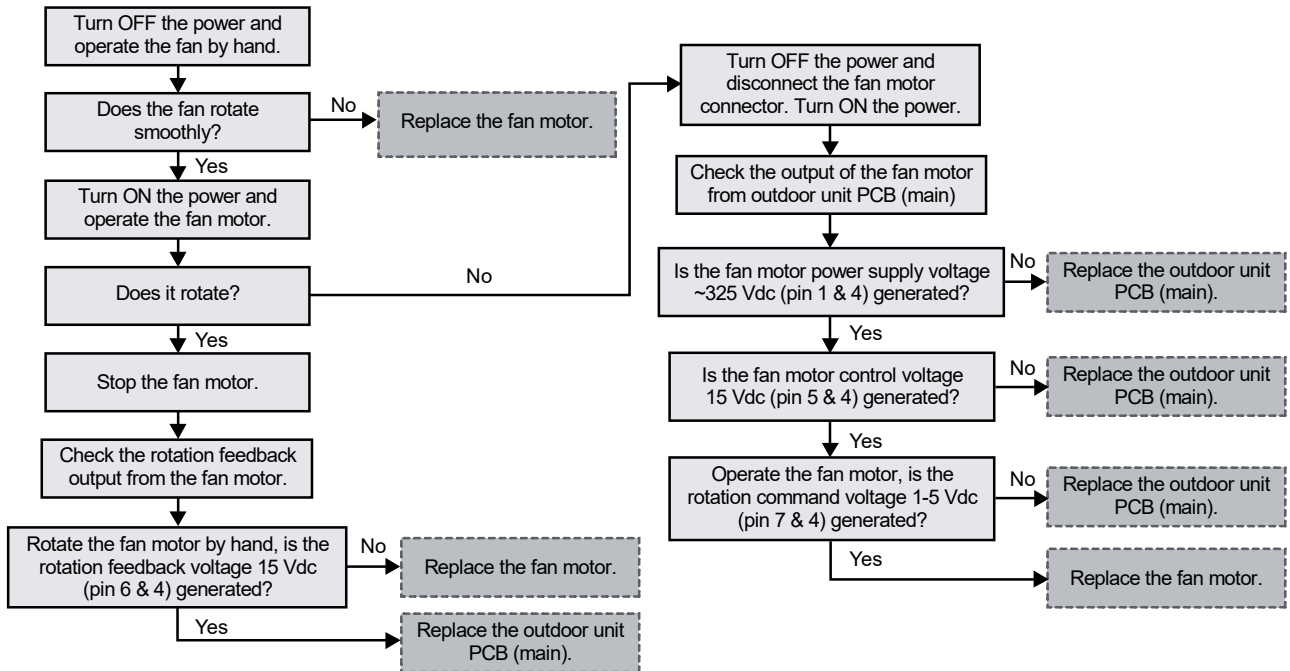 Turn OFF the power and
operate the fan by hand.
Does the fan rotate
smoothly?
No
Replace the fan motor.
Yes
Turn ON the power and
operate the fan motor.
Does it rotate?
No
Yes
Stop the fan motor.
Check the rotation feedback
output from the fan motor.
Rotate the fan motor by hand, is the
rotation feedback voltage 15 Vdc
(pin 6 & 4) generated?
No
Replace the fan motor.
Yes
Replace the outdoor unit
PCB (main).
Turn OFF the power and
disconnect the fan motor
connector. Turn ON the power.
Check the output of the fan motor
from outdoor unit PCB (main)
Is the fan motor power supply voltage
~325 Vdc (pin 1 & 4) generated?
No
Replace the outdoor unit
PCB (main).
Yes
Is the fan motor control voltage
15 Vdc (pin 5 & 4) generated?
No
Replace the outdoor unit
PCB (main).
Yes
Operate the fan motor, is the
rotation command voltage 1-5 Vdc
(pin 7 & 4) generated?
No
Replace the outdoor unit
PCB (main).
Yes
Replace the fan motor.